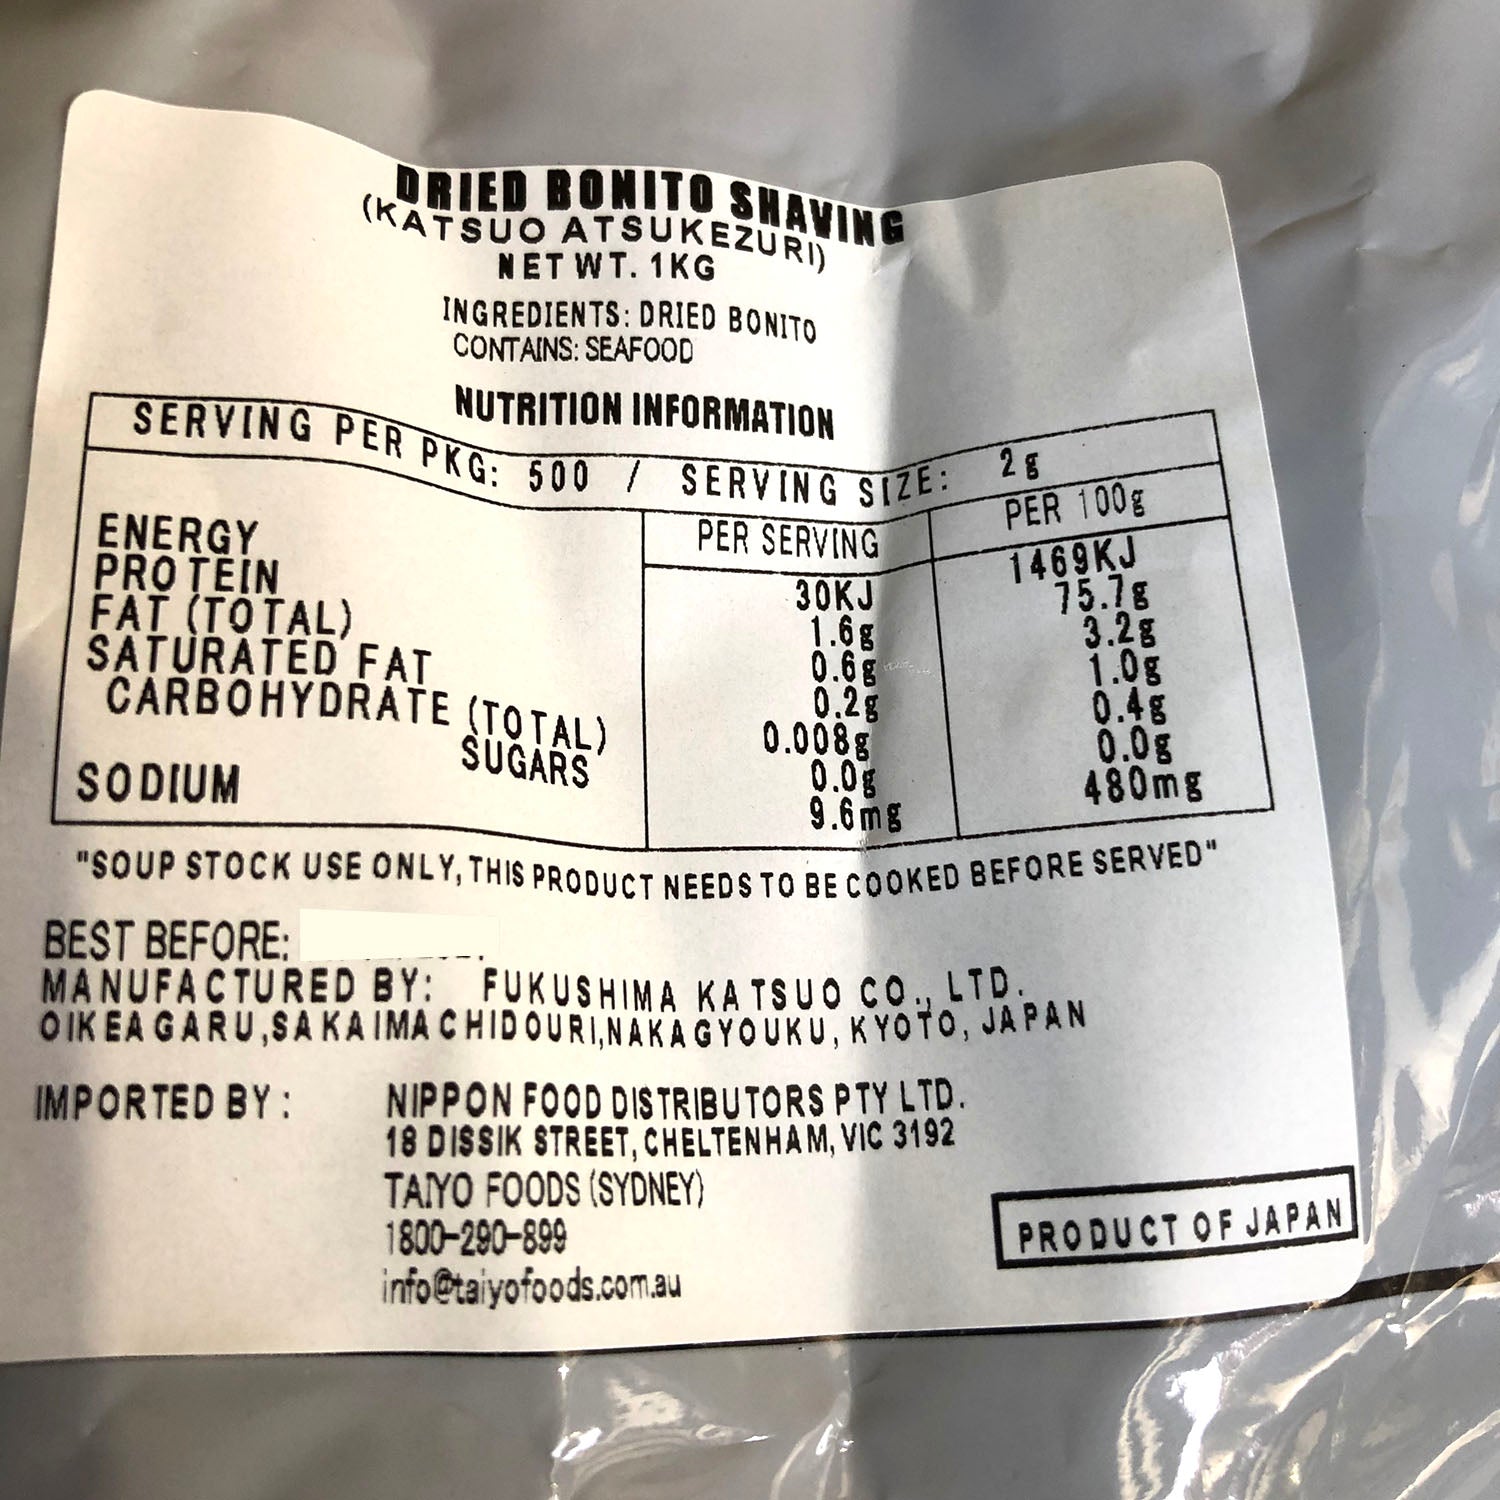 DRIED BONITO SHAVING
(KATSUO ATSUKEZURI)
NET WT. 1KG
INGREDIENTS: DRIED BONITO
CONTAINS: SEAFOOD
NUTRITION INFORMATION
SERVING PER PKG: 500 / SERVING SIZE: 2g
PER SERVING PER 100g
ENERGY 30KJ 1469KJ
PROTEIN 1.6g 75.7g
FAT (TOTAL) 0.6g 3.2g
SATURATED FAT 0.2g 1.0g
CARBOHYDRATE (TOTAL) 0.008g 0.4g
SUGARS 0.0g 0.0g
SODIUM 9.6mg 480mg
"SOUP STOCK USE ONLY, THIS PRODUCT NEEDS TO BE COOKED BEFORE SERVED"
BEST BEFORE:
MANUFACTURED BY: FUKUSHIMA KATSUO CO., LTD.
OIKEAGARU,SAKAIMACHIDOURI,NAKAGYOUKU, KYOTO, JAPAN
IMPORTED BY: NIPPON FOOD DISTRIBUTORS PTY LTD.
18 DISSIK STREET, CHELTENHAM, VIC 3192
TAIYO FOODS (SYDNEY)
1800-290-899
info@taiyofoods.com.au
PRODUCT OF JAPAN